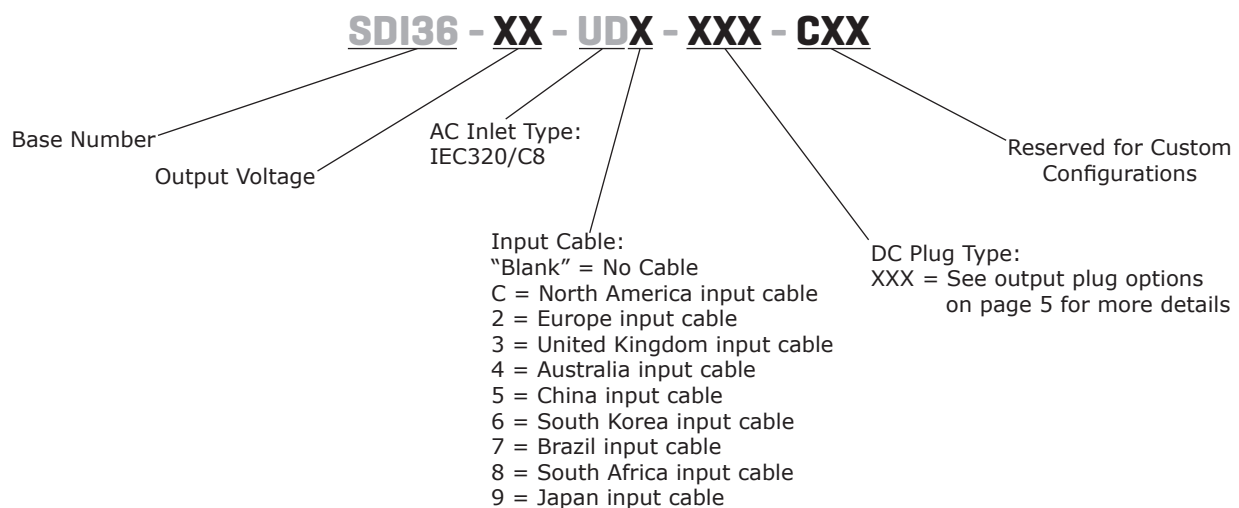 SDI36 - XX - UDX - XXX - CXX
Base Number
Output Voltage
AC Inlet Type:
IEC320/C8
Input Cable:
“Blank” = No Cable
C = North America input cable
2 = Europe input cable
3 = United Kingdom input cable
4 = Australia input cable
5 = China input cable
6 = South Korea input cable
7 = Brazil input cable
8 = South Africa input cable
9 = Japan input cable
DC Plug Type:
XXX = See output plug options
on page 5 for more details
Reserved for Custom
Configurations